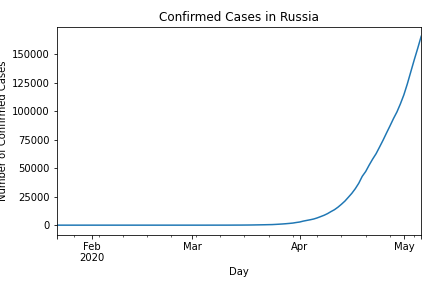 Confirmed Cases in Russia
Number of Confirmed Cases
150000
125000
100000
75000
50000
25000
0
Feb
2020
Mar
Apr
May
Day